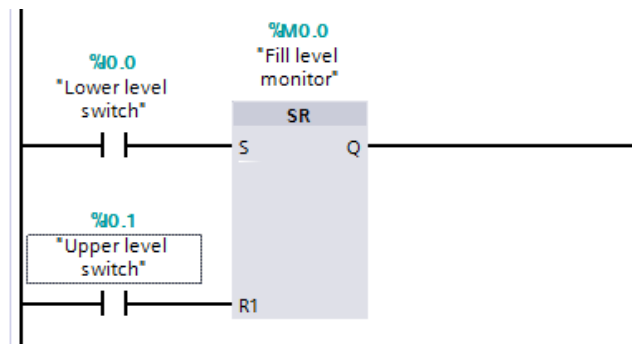 %M0.0
"Fill level
monitor"
%I0.0
"Lower level
switch"
SR
S
Q
%I0.1
"Upper level
switch"
R1